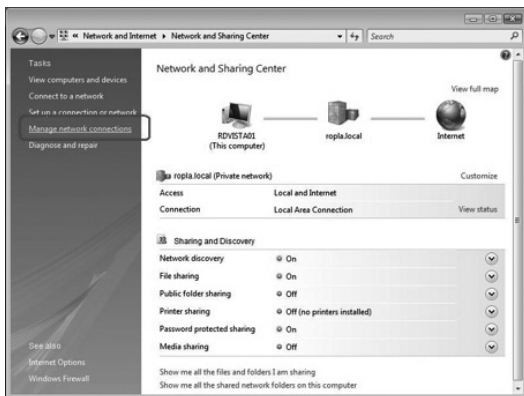 « Network and Internet ▸ Network and Sharing Center
Search
Tasks
View computers and devices
Connect to a network
Set up a connection or network
Manage network connections
Diagnose and repair
See also
Internet Options
Windows Firewall
Network and Sharing Center
View full map
RDVISTA01
(This computer)
ropla.local
Internet
ropla.local (Private network)
Customize
Access Local and Internet
Connection Local Area Connection View status
Sharing and Discovery
Network discovery On
File sharing On
Public folder sharing Off
Printer sharing Off (no printers installed)
Password protected sharing On
Media sharing Off
Show me all the files and folders I am sharing
Show me all the shared network folders on this computer